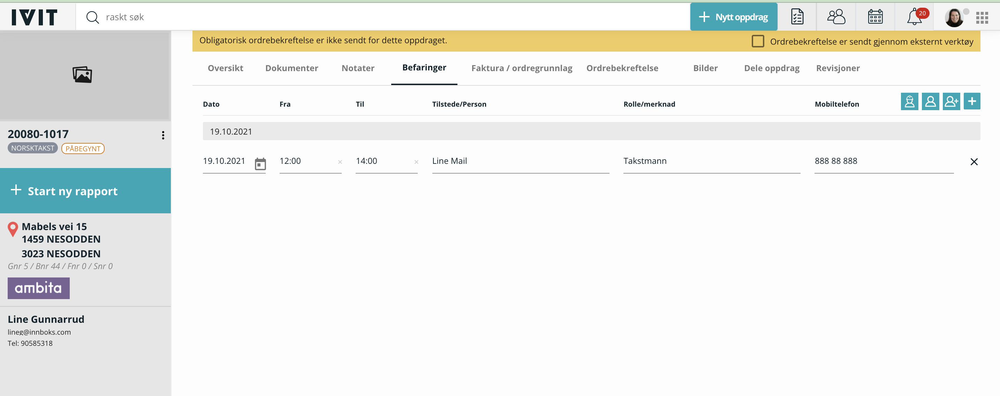 IVIT
raskt søk
Nytt oppdrag
20
Obligatorisk ordrebekreftelse er ikke sendt for dette oppdraget.
Ordrebekreftelse er sendt gjennom eksternt verktøy
Oversikt Dokumenter Notater Befaringer Faktura / ordregrunnlag Ordrebekreftelse Bilder Dele oppdrag Revisjoner
Dato Fra Til Tilstede/Person Rolle/merknad Mobiltelefon
19.10.2021
19.10.2021 12:00 × 14:00 × Line Mail Takstmann 888 88 888
20080-1017
NORSKTAKST PÅBEGYNT
Start ny rapport
Mabels vei 15
1459 NESODDEN
3023 NESODDEN
Gnr 5 / Bnr 44 / Fnr 0 / Snr 0
ambita
Line Gunnarrud
lineg@innboks.com
Tel: 90585318